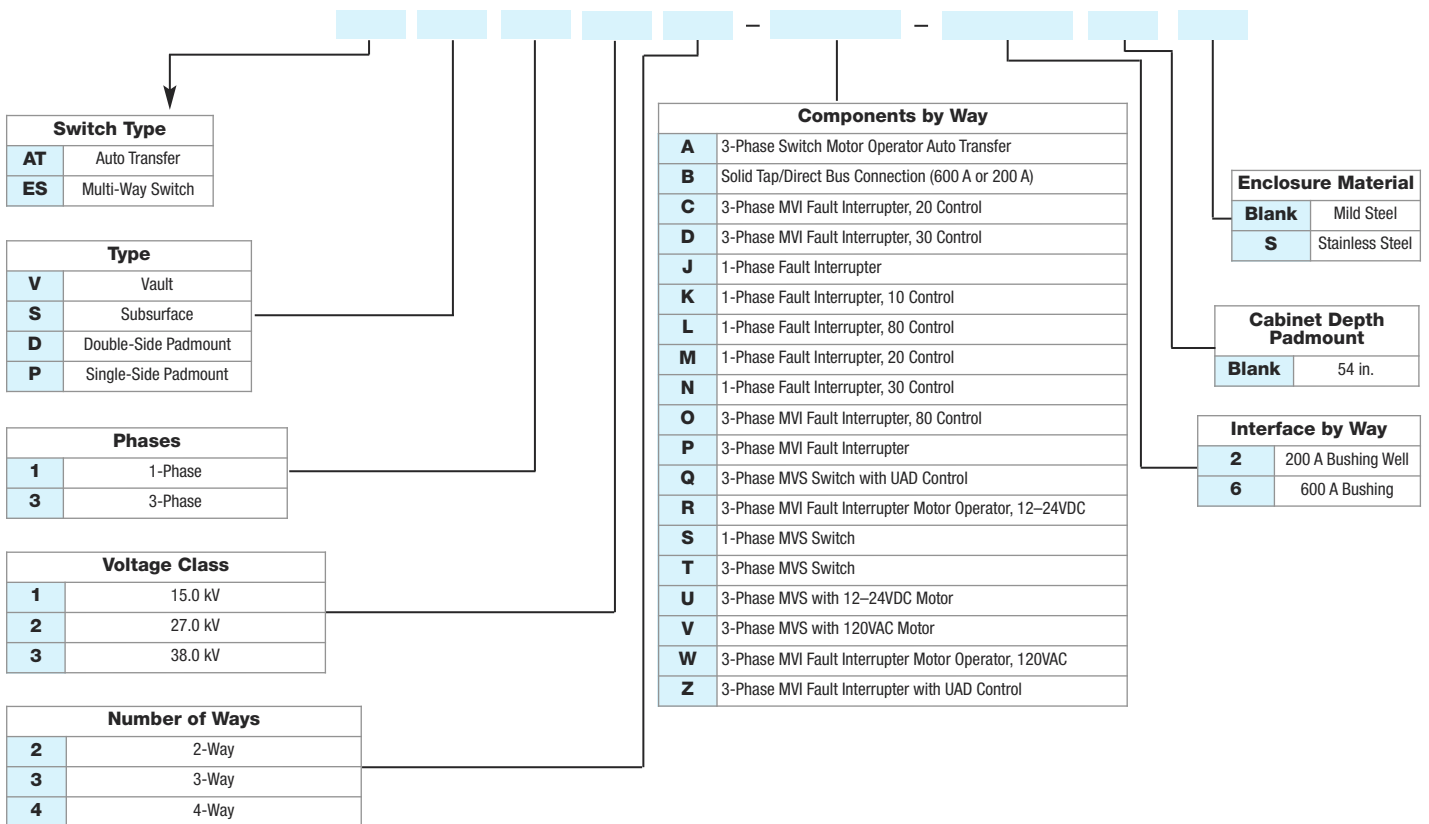 – –
Switch Type
AT Auto Transfer
ES Multi-Way Switch
Type
V Vault
S Subsurface
D Double-Side Padmount
P Single-Side Padmount
Phases
1 1-Phase
3 3-Phase
Voltage Class
1 15.0 kV
2 27.0 kV
3 38.0 kV
Number of Ways
2 2-Way
3 3-Way
4 4-Way
Components by Way
A 3-Phase Switch Motor Operator Auto Transfer
B Solid Tap/Direct Bus Connection (600 A or 200 A)
C 3-Phase MVI Fault Interrupter, 20 Control
D 3-Phase MVI Fault Interrupter, 30 Control
J 1-Phase Fault Interrupter
K 1-Phase Fault Interrupter, 10 Control
L 1-Phase Fault Interrupter, 80 Control
M 1-Phase Fault Interrupter, 20 Control
N 1-Phase Fault Interrupter, 30 Control
O 3-Phase MVI Fault Interrupter, 80 Control
P 3-Phase MVI Fault Interrupter
Q 3-Phase MVS Switch with UAD Control
R 3-Phase MVI Fault Interrupter Motor Operator, 12–24VDC
S 1-Phase MVS Switch
T 3-Phase MVS Switch
U 3-Phase MVS with 12–24VDC Motor
V 3-Phase MVS with 120VAC Motor
W 3-Phase MVI Fault Interrupter Motor Operator, 120VAC
Z 3-Phase MVI Fault Interrupter with UAD Control
Enclosure Material
Blank Mild Steel
S Stainless Steel
Cabinet Depth
Padmount
Blank 54 in.
Interface by Way
2 200 A Bushing Well
6 600 A Bushing